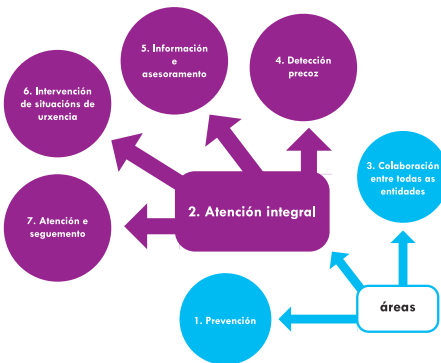 5. Información
e
asesoramento
4. Detección
precoz
6. Intervención
de situacións de
urxencia
3. Colaboración
entre todas as
entidades
2. Atención integral
7. Atención e
seguemento
áreas
1. Prevención